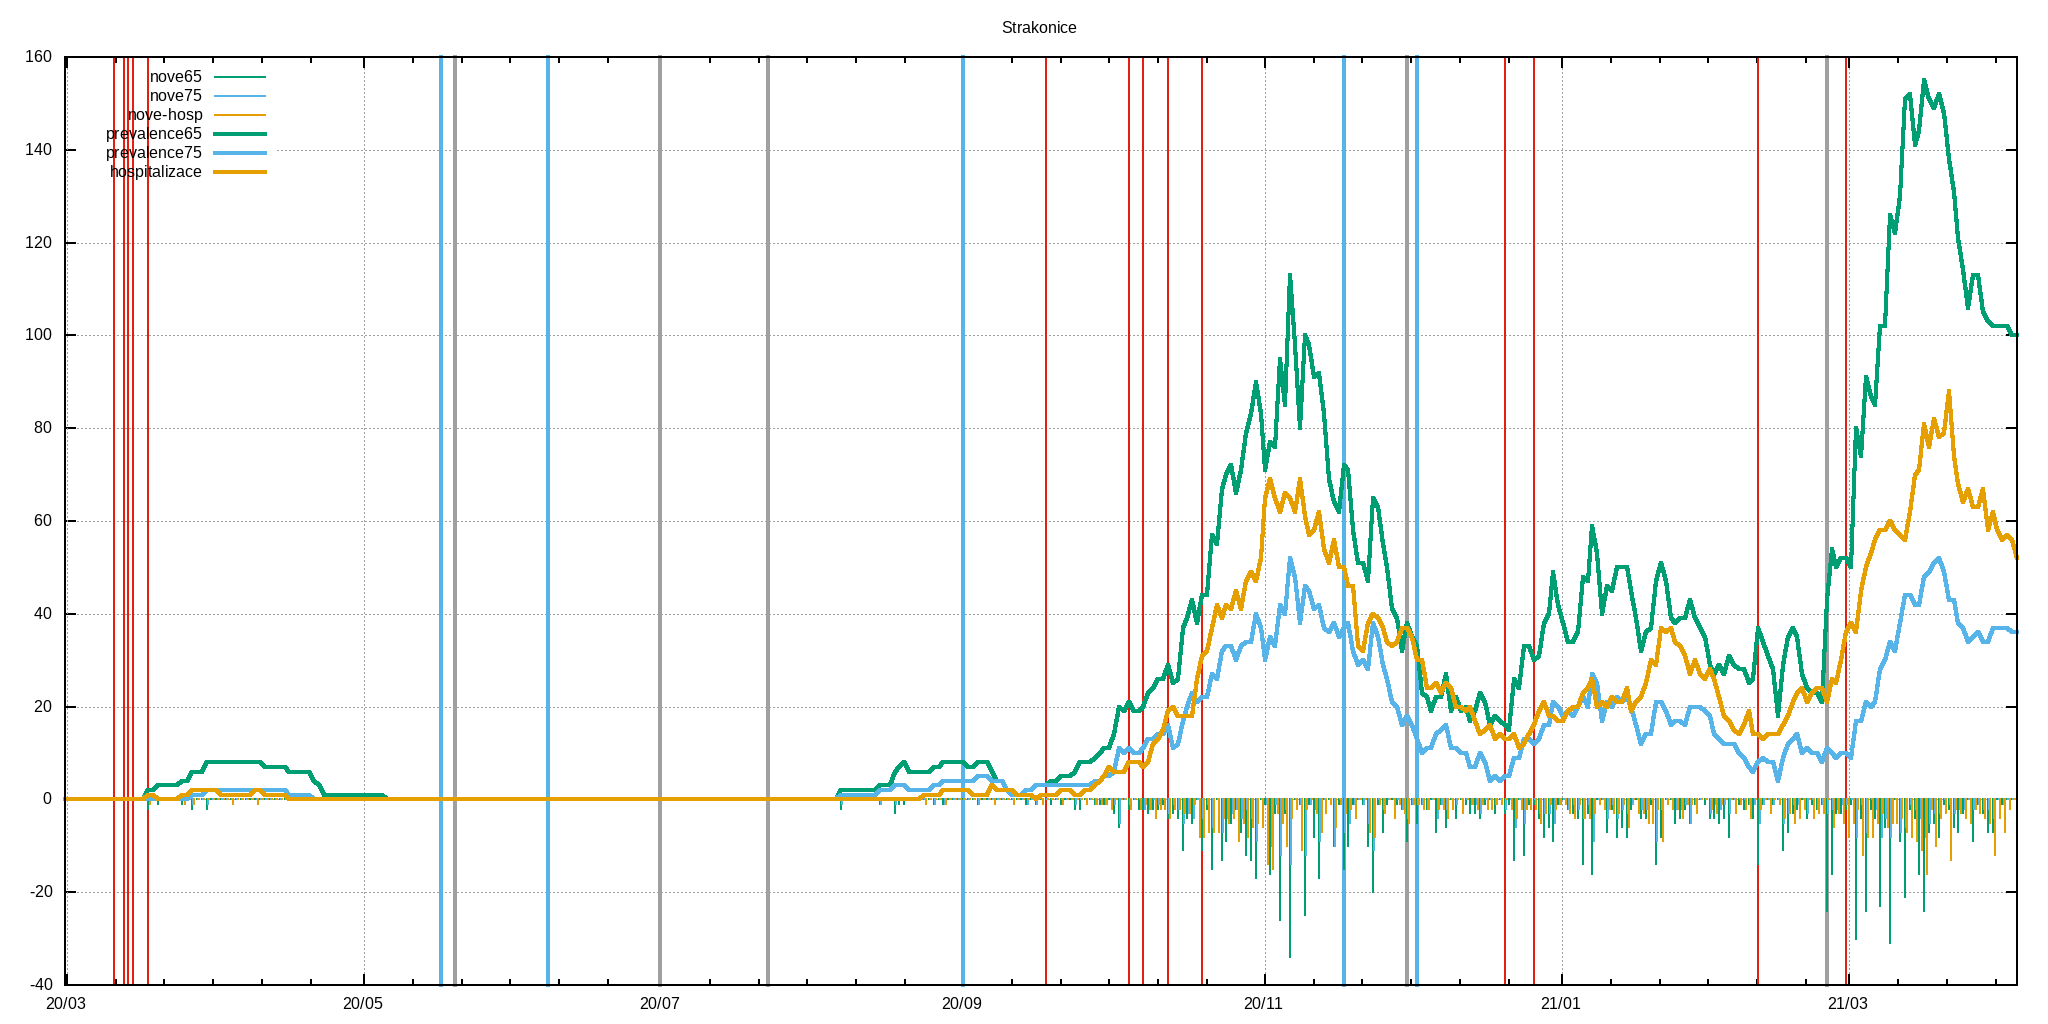 Strakonice
160
nove65
nove75
nove-hosp
140
prevalence65
prevalence75
hospitalizace
120
100
80
60
40
20
0
-20
-40
20/03 20/05 20/07 20/09 20/11 21/01 21/03